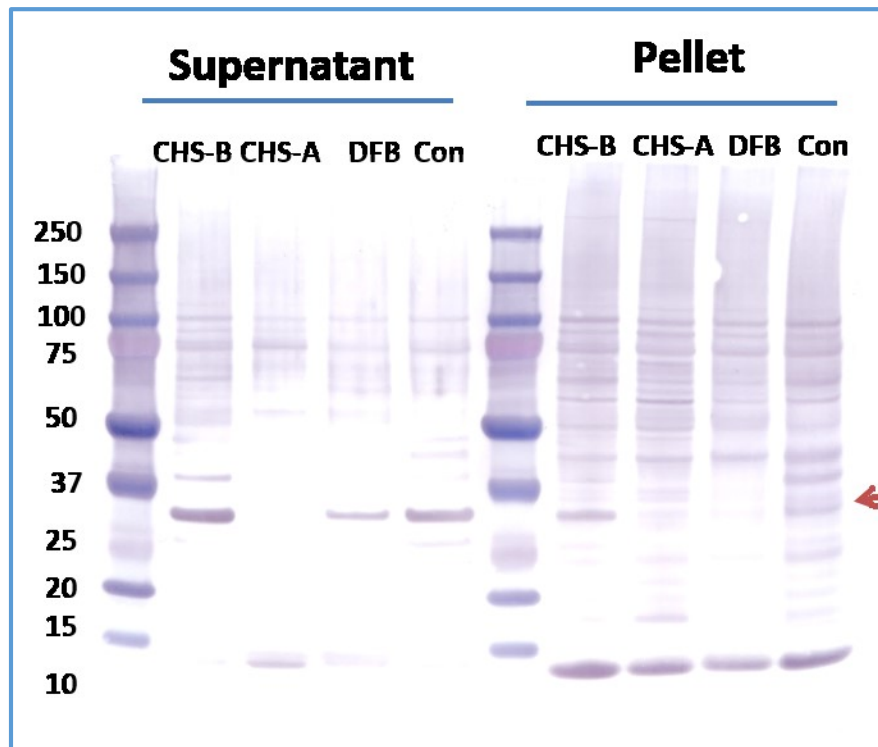 Supernatant
Pellet
CHS-B CHS-A DFB Con
CHS-B CHS-A DFB Con
250
150
100
75
50
37
25
20
15
10